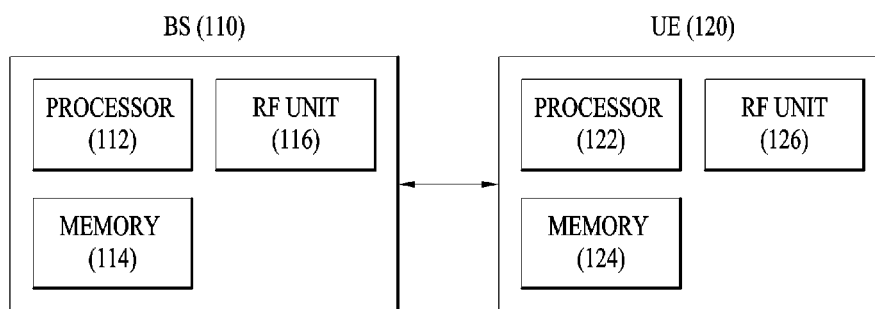 BS (110)
UE (120)
PROCESSOR
(112)
RF UNIT
(116)
MEMORY
(114)
PROCESSOR
(122)
RF UNIT
(126)
MEMORY
(124)